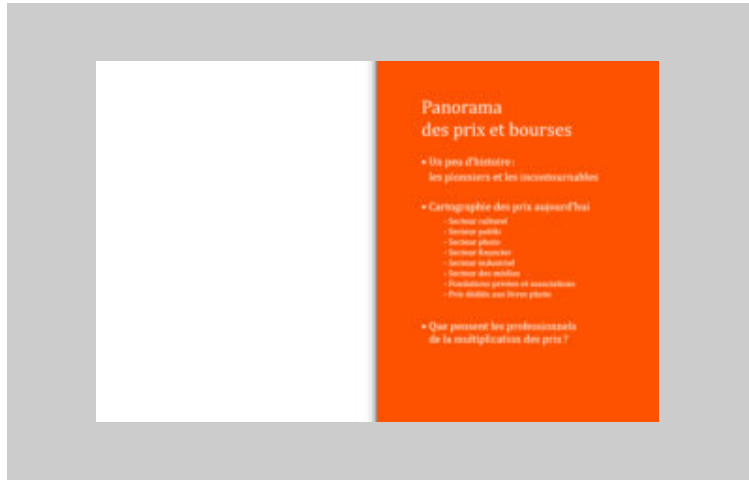 Panorama
des prix et bourses
• Un peu d'histoire :
les pionniers et les incontournables
• Cartographie des prix aujourd'hui
- Secteur culturel
- Secteur public
- Secteur photo
- Secteur financier
- Secteur industriel
- Secteur des médias
- Fondations privées et associations
- Prix dédiés aux livres photo
• Que pensent les professionnels
de la multiplication des prix ?